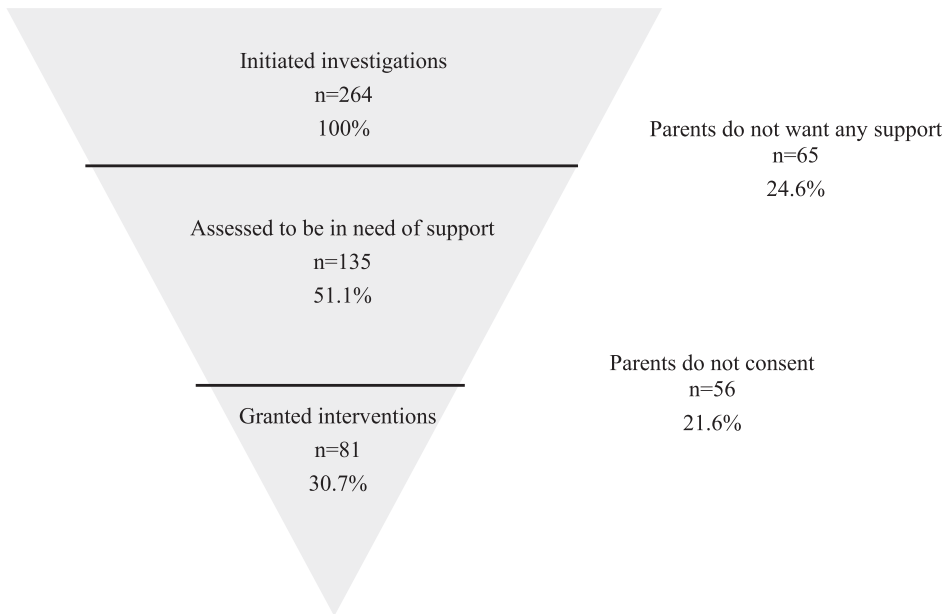 Initiated investigations
n=264
100%
Parents do not want any support
n=65
24.6%
Assessed to be in need of support
n=135
51.1%
Parents do not consent
n=56
21.6%
Granted interventions
n=81
30.7%